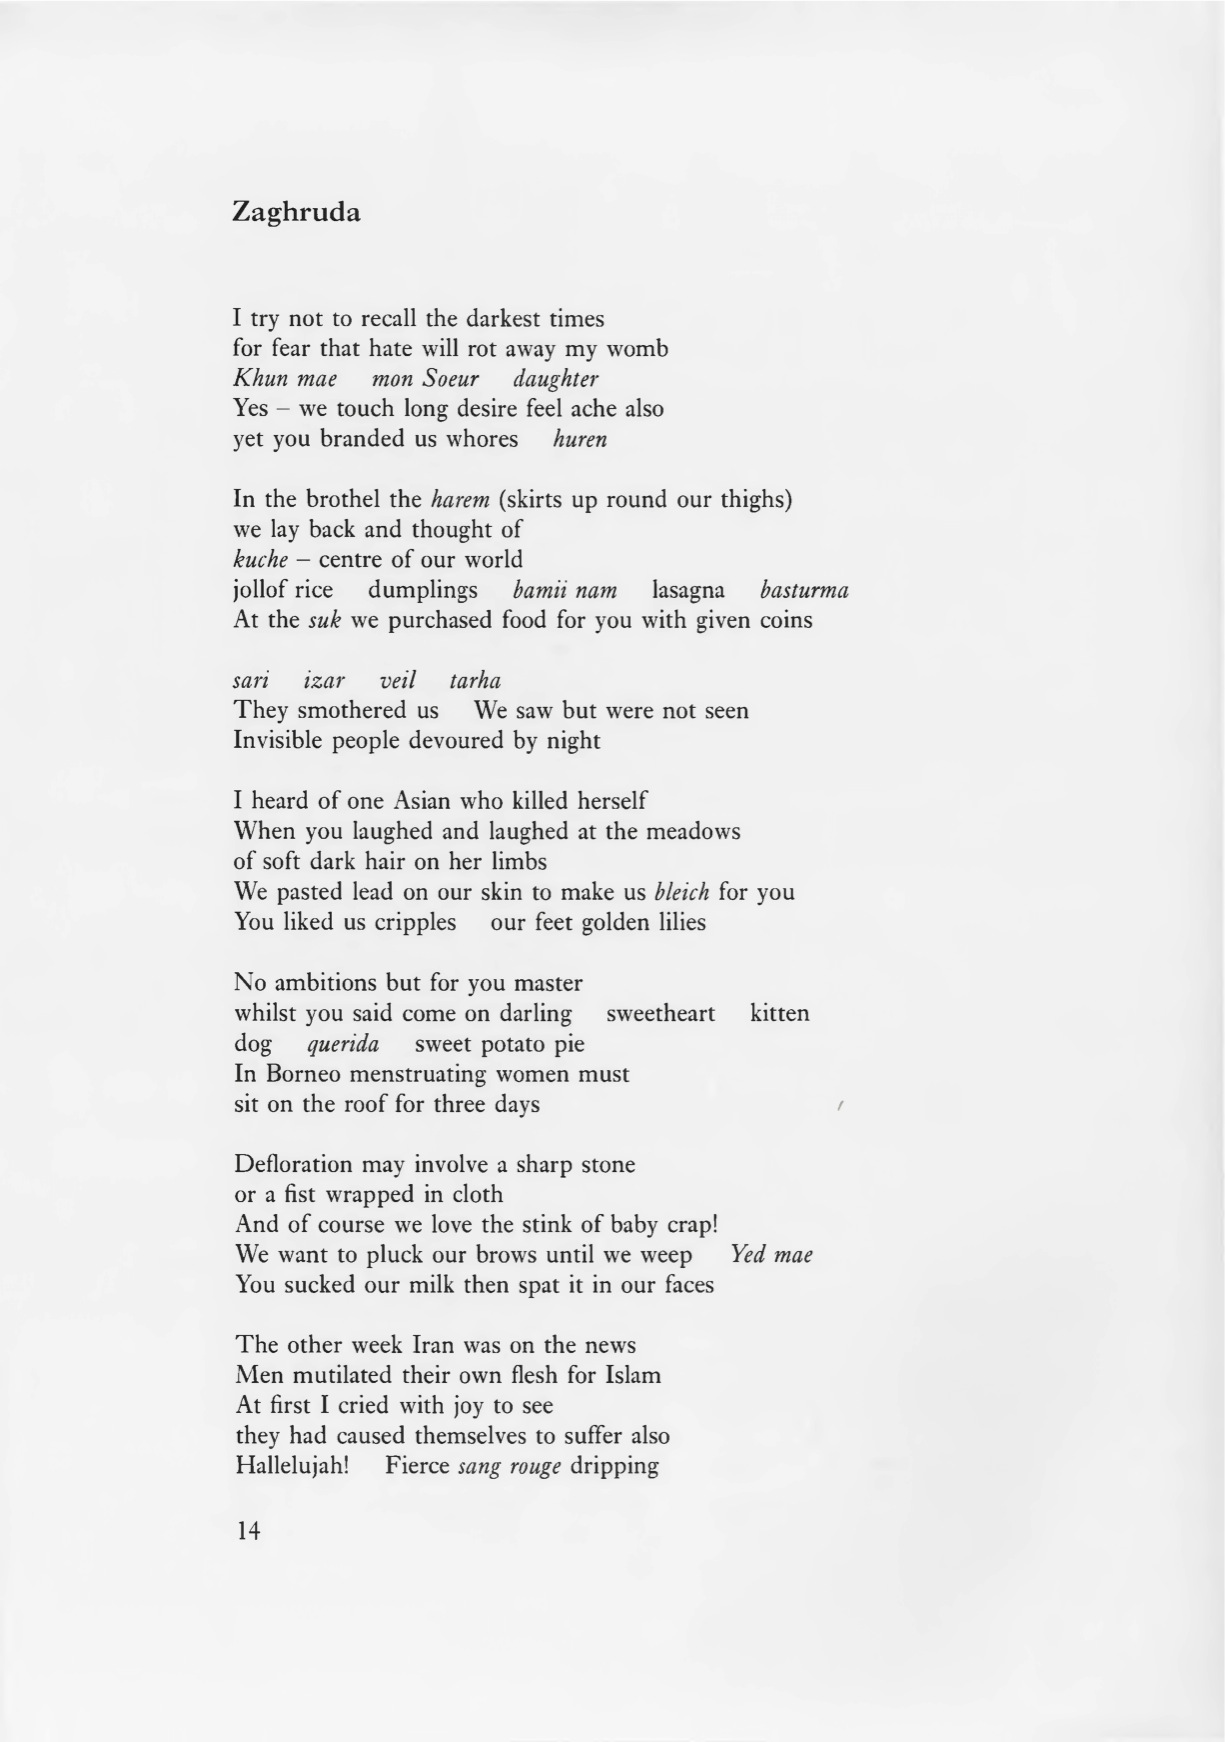 Zaghruda
I try not to recall the darkest times
for fear that hate will rot away my womb
Khun mae mon Soeur daughter
Yes – we touch long desire feel ache also
yet you branded us whores huren
In the brothel the harem (skirts up round our thighs)
we lay back and thought of
kuche – centre of our world
jollof rice dumplings bamii nam lasagna basturma
At the suk we purchased food for you with given coins
sari izar veil tarha
They smothered us We saw but were not seen
Invisible people devoured by night
I heard of one Asian who killed herself
When you laughed and laughed at the meadows
of soft dark hair on her limbs
We pasted lead on our skin to make us bleich for you
You liked us cripples our feet golden lilies
No ambitions but for you master
whilst you said come on darling sweetheart kitten
dog querida sweet potato pie
In Borneo menstruating women must
sit on the roof for three days
Defloration may involve a sharp stone
or a fist wrapped in cloth
And of course we love the stink of baby crap!
We want to pluck our brows until we weep Yed mae
You sucked our milk then spat it in our faces
The other week Iran was on the news
Men mutilated their own flesh for Islam
At first I cried with joy to see
they had caused themselves to suffer also
Hallelujah! Fierce sang rouge dripping
14